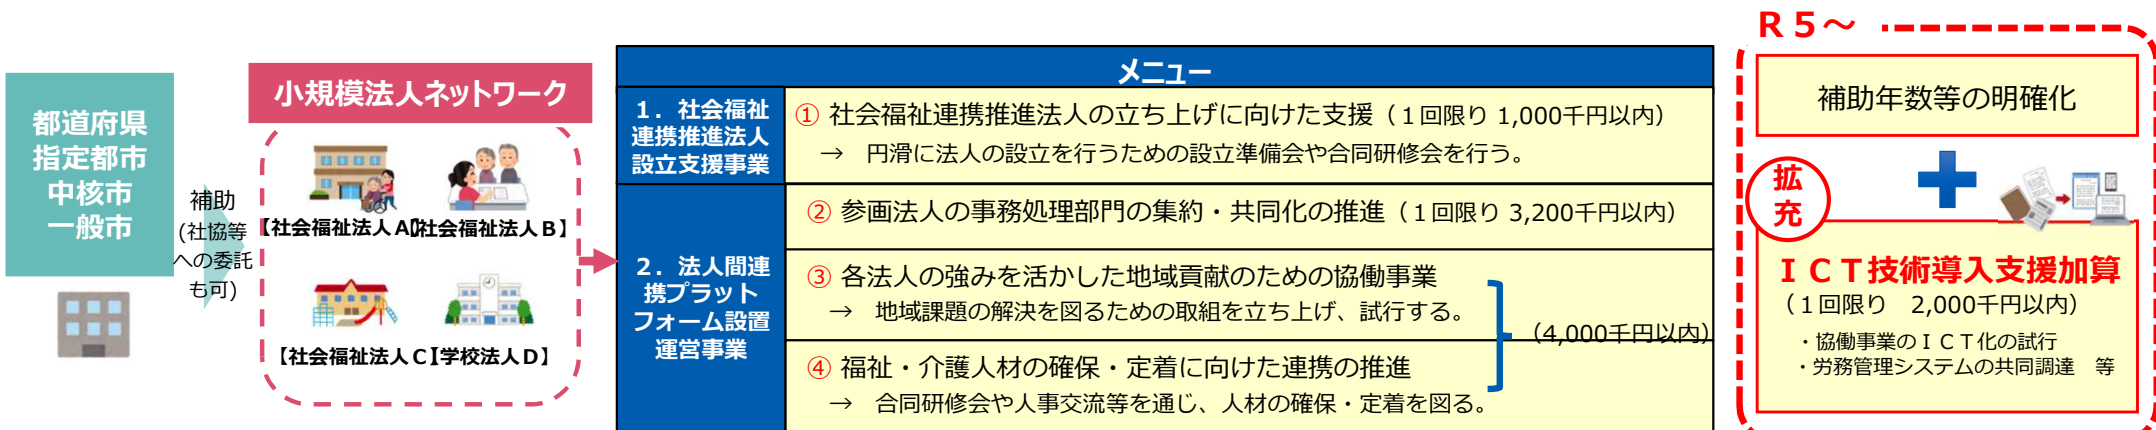 都道府県
指定都市
中核市
一般市
補助
(社協等
への委託
も可)
小規模法人ネットワーク
【社会福祉法人A】
【社会福祉法人B】
【社会福祉法人C】
【学校法人D】
メニュー
1．社会福祉
連携推進法人
設立支援事業
① 社会福祉連携推進法人の立ち上げに向けた支援（１回限り 1,000千円以内）
→　円滑に法人の設立を行うための設立準備会や合同研修会を行う。
2．法人間連
携プラット
フォーム設置
運営事業
② 参画法人の事務処理部門の集約・共同化の推進（１回限り 3,200千円以内）
③ 各法人の強みを活かした地域貢献のための協働事業
→　地域課題の解決を図るための取組を立ち上げ、試行する。
（4,000千円以内）
④ 福祉・介護人材の確保・定着に向けた連携の推進
→　合同研修会や人事交流等を通じ、人材の確保・定着を図る。
R５～
補助年数等の明確化
拡
充
ＩＣＴ技術導入支援加算
（１回限り　2,000千円以内）
・協働事業のＩＣＴ化の試行
・労務管理システムの共同調達　等